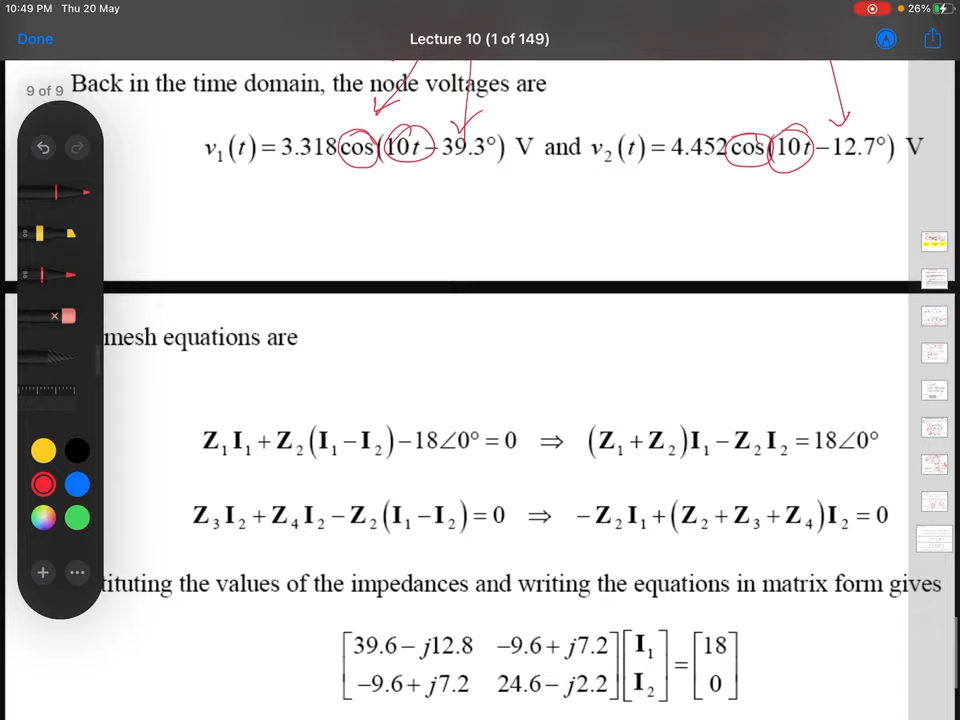 10:49 PM Thu 20 May 26%
Done Lecture 10 (1 of 149)
9 of 9 Back in the time domain, the node voltages are
v₁(t) = 3.318cos(10t − 39.3°) V and v₂(t) = 4.452cos(10t − 12.7°) V
mesh equations are
Z₁I₁ + Z₂(I₁ − I₂) − 18∠0° = 0 ⇒ (Z₁ + Z₂)I₁ − Z₂I₂ = 18∠0°
Z₃I₂ + Z₄I₂ − Z₂(I₁ − I₂) = 0 ⇒ −Z₂I₁ + (Z₂ + Z₃ + Z₄)I₂ = 0
tituting the values of the impedances and writing the equations in matrix form gives
[39.6 − j12.8 −9.6 + j7.2] [I₁] = [18]
[−9.6 + j7.2 24.6 − j2.2] [I₂] [0]